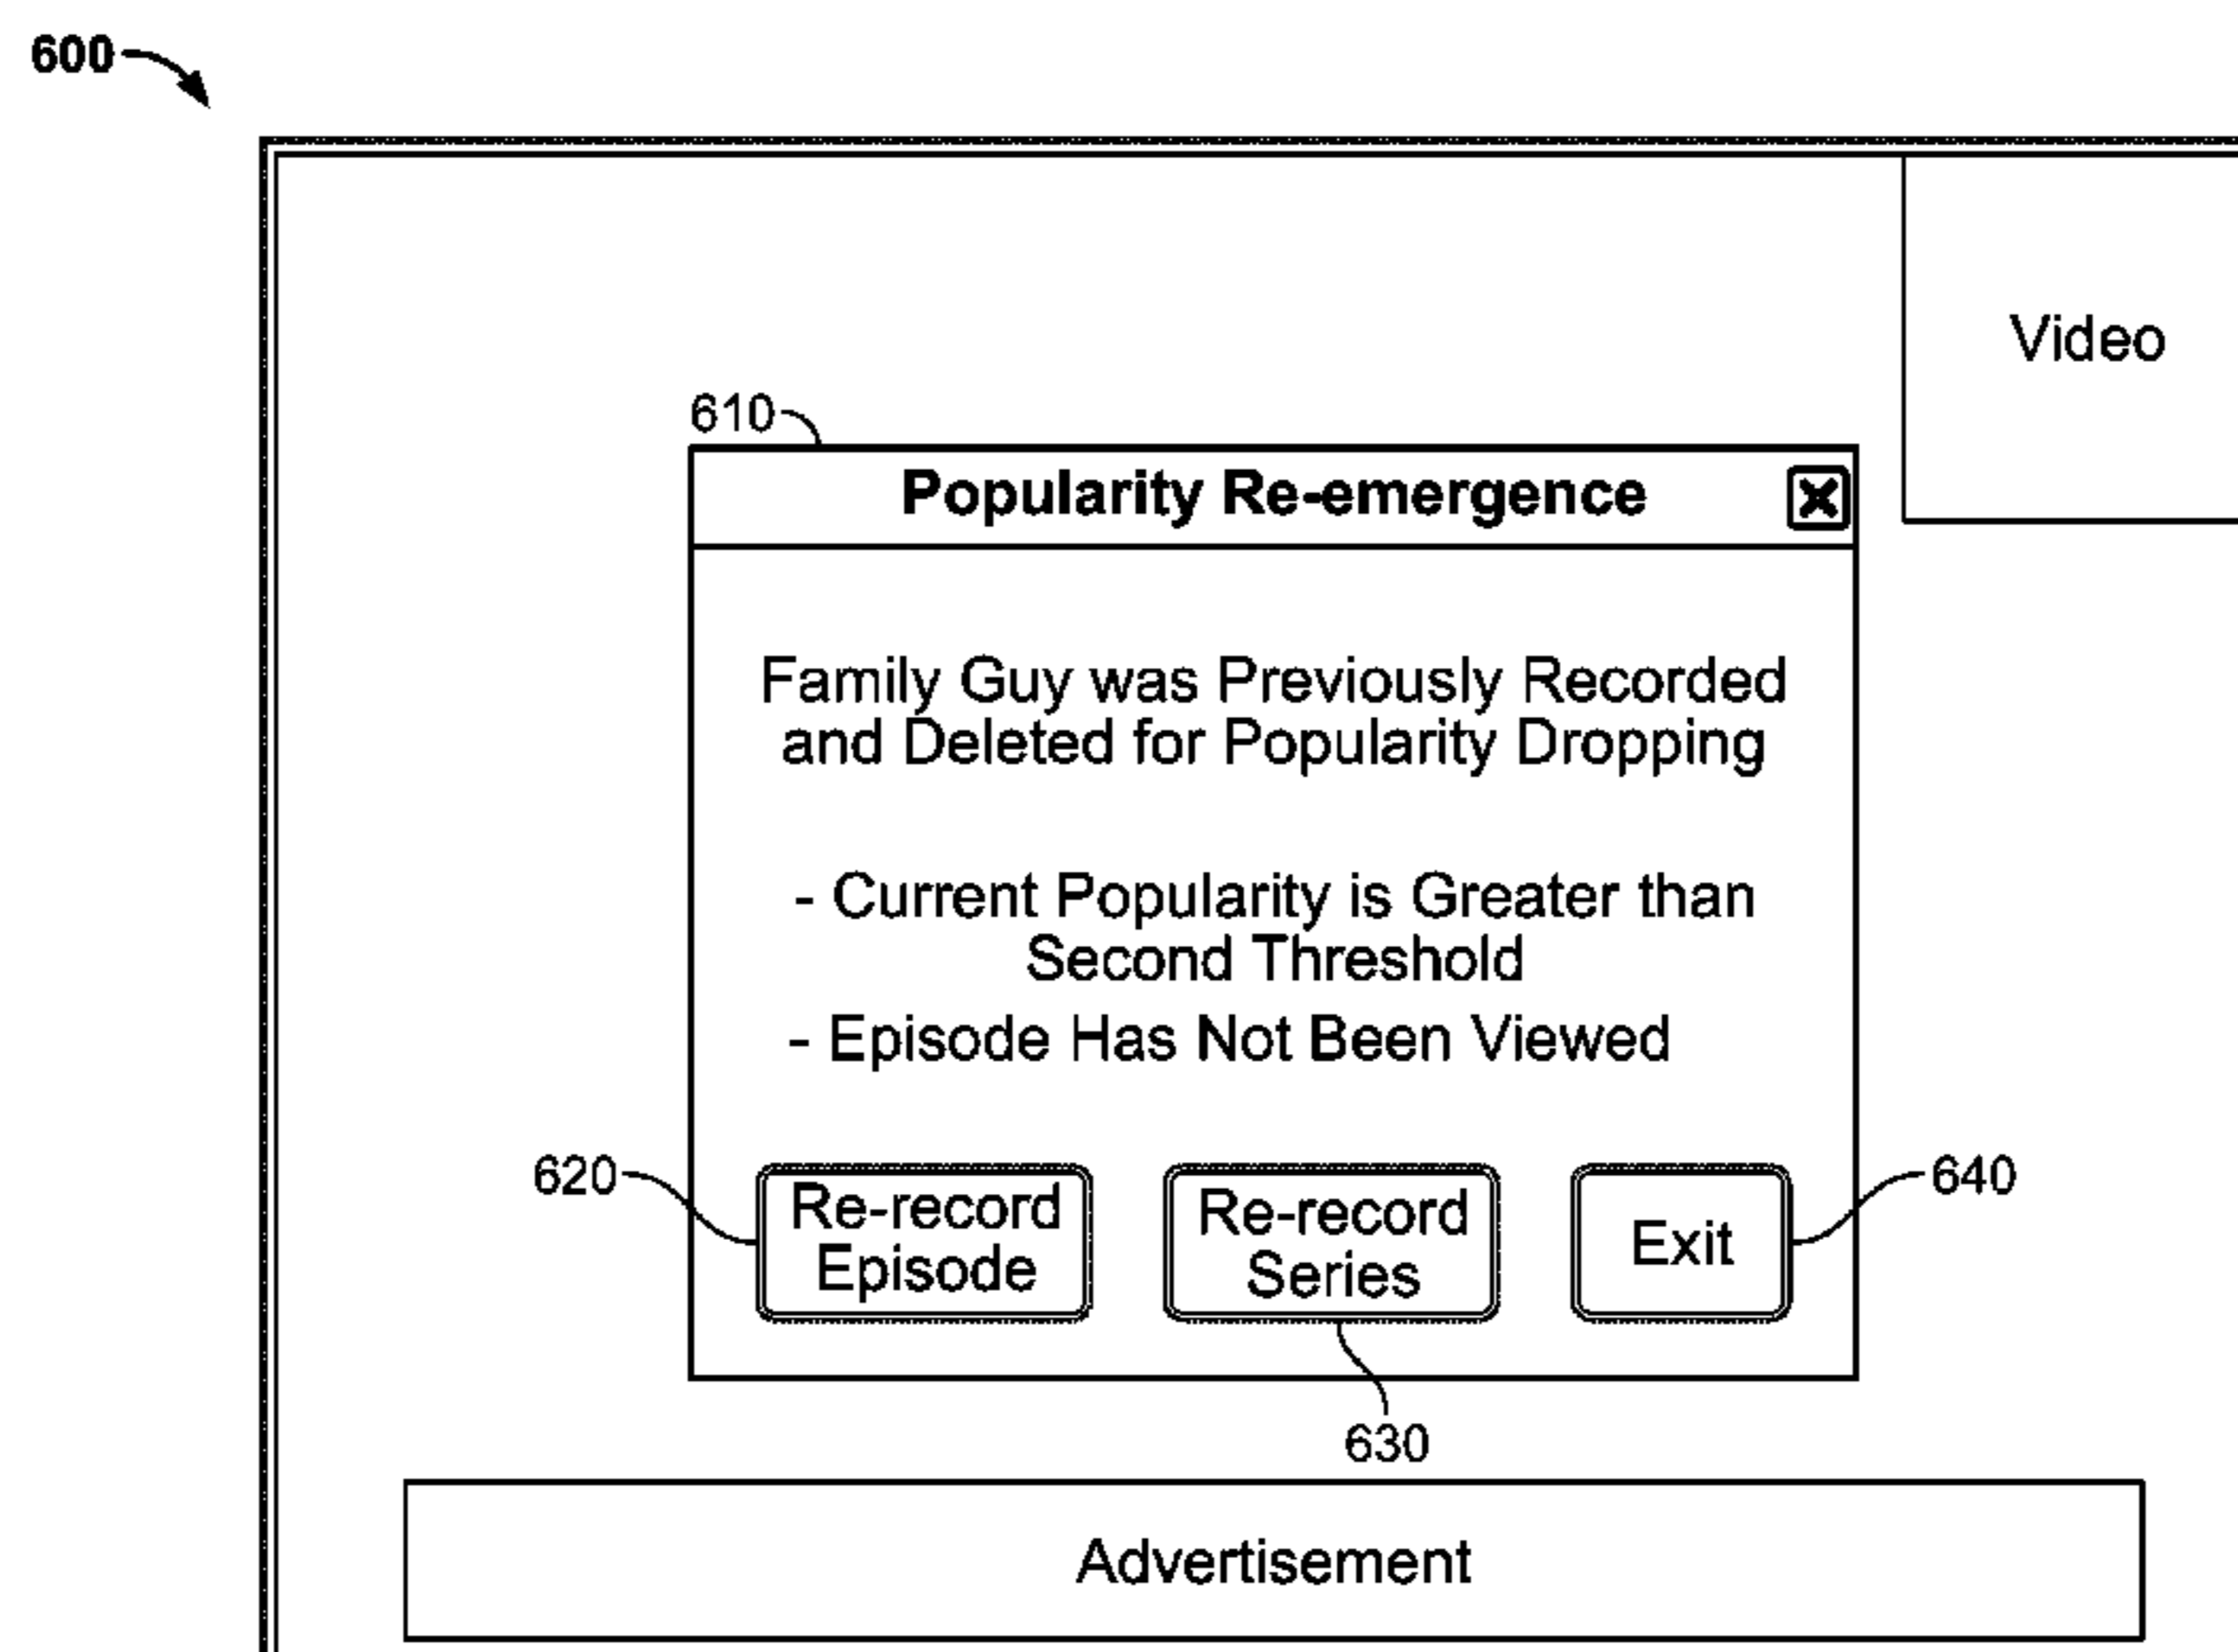 600
Video
610
Popularity Re-emergence
Family Guy was Previously Recorded
and Deleted for Popularity Dropping
- Current Popularity is Greater than
Second Threshold
- Episode Has Not Been Viewed
620
Re-record
Episode
Re-record
Series
Exit
640
630
Advertisement